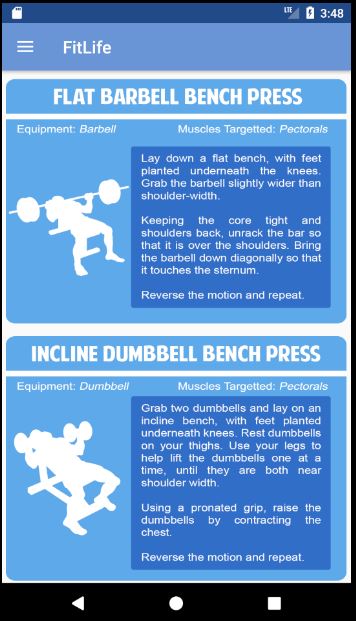 LTE 3:48
FitLife
FLAT BARBELL BENCH PRESS
Equipment: Barbell Muscles Targetted: Pectorals
Lay down a flat bench, with feet
planted underneath the knees.
Grab the barbell slightly wider than
shoulder-width.
Keeping the core tight and
shoulders back, unrack the bar so
that it is over the shoulders. Bring
the barbell down diagonally so that
it touches the sternum.
Reverse the motion and repeat.
INCLINE DUMBBELL BENCH PRESS
Equipment: Dumbbell Muscles Targetted: Pectorals
Grab two dumbbells and lay on an
incline bench, with feet planted
underneath knees. Rest dumbbells
on your thighs. Use your legs to
help lift the dumbbells one at a
time, until they are both near
shoulder width.
Using a pronated grip, raise the
dumbbells by contracting the
chest.
Reverse the motion and repeat.